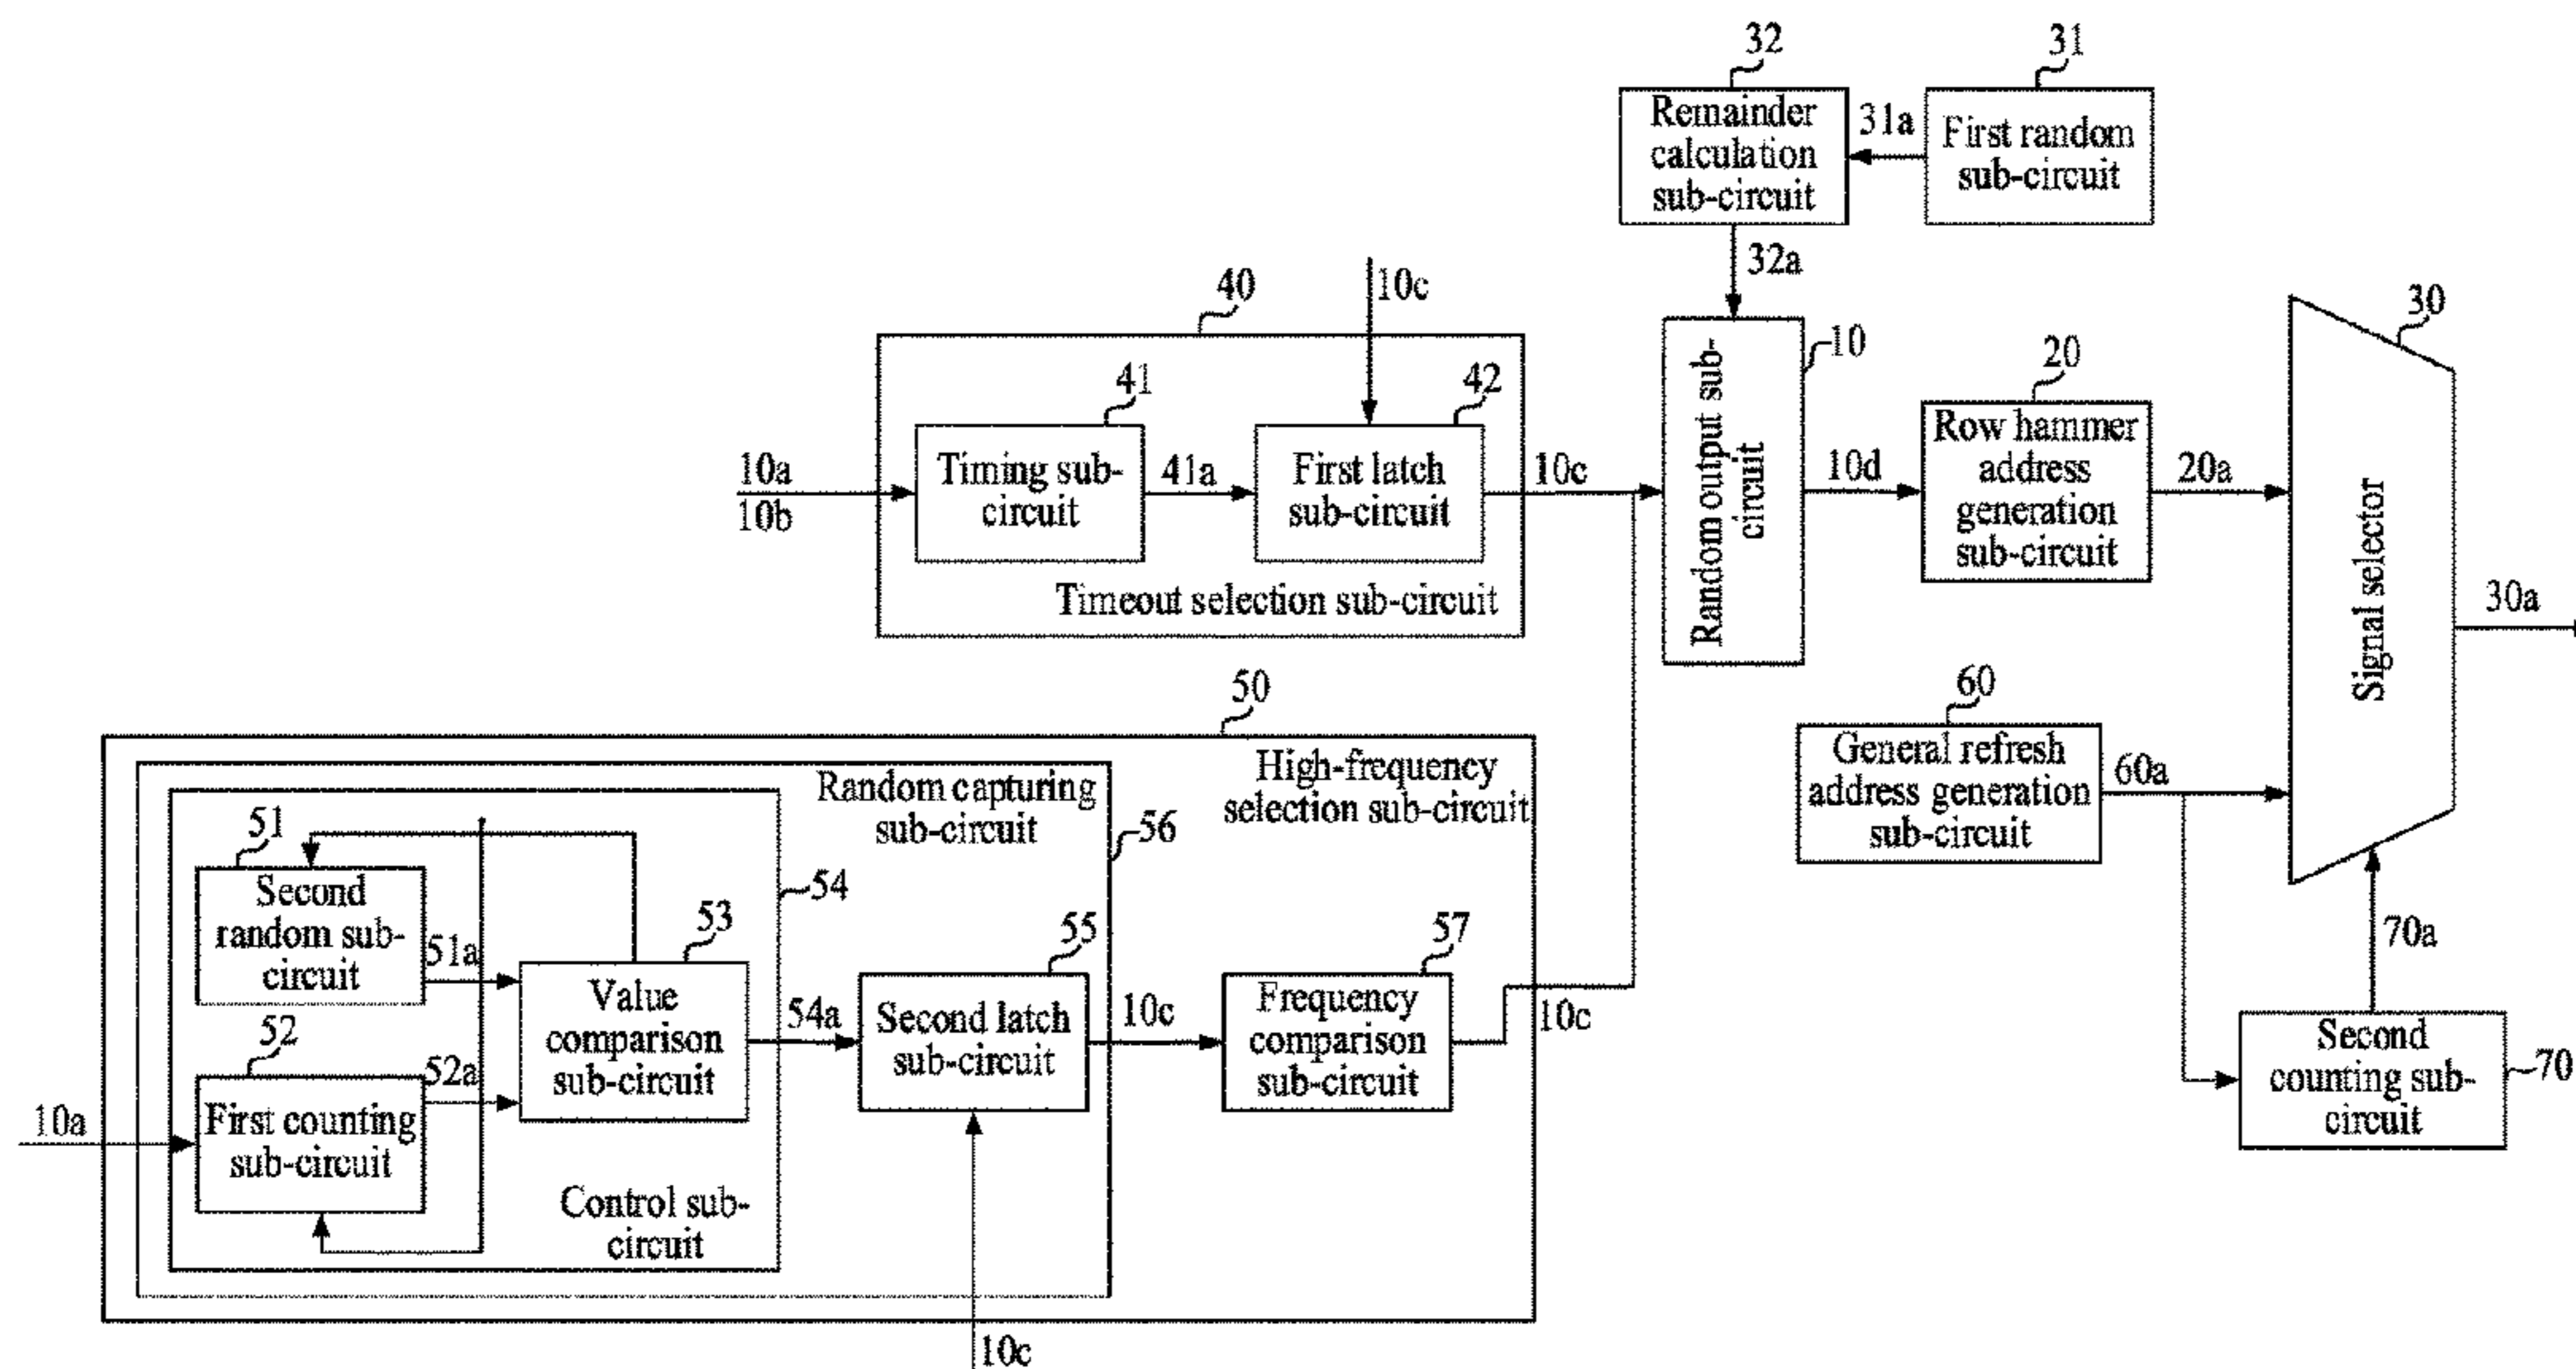 32
31
Remainder
calculation
sub-circuit
31a
First random
sub-circuit
32a
40
10c
41
42
10a
10b
Timing sub-
circuit
41a
First latch
sub-circuit
10c
Timeout selection sub-circuit
Random output sub-
circuit
10
10d
20
Row hammer
address
generation
sub-circuit
20a
30
Signal selector
30a
60
General refresh
address generation
sub-circuit
60a
70a
Second
counting sub-
circuit
70
50
High-frequency
selection sub-circuit
Random capturing
sub-circuit
56
51
Second
random sub-
circuit
51a
54
53
Value
comparison
sub-circuit
52
52a
10a
First counting
sub-circuit
Control sub-
circuit
54a
55
Second latch
sub-circuit
10c
57
Frequency
comparison
sub-circuit
10c
10c